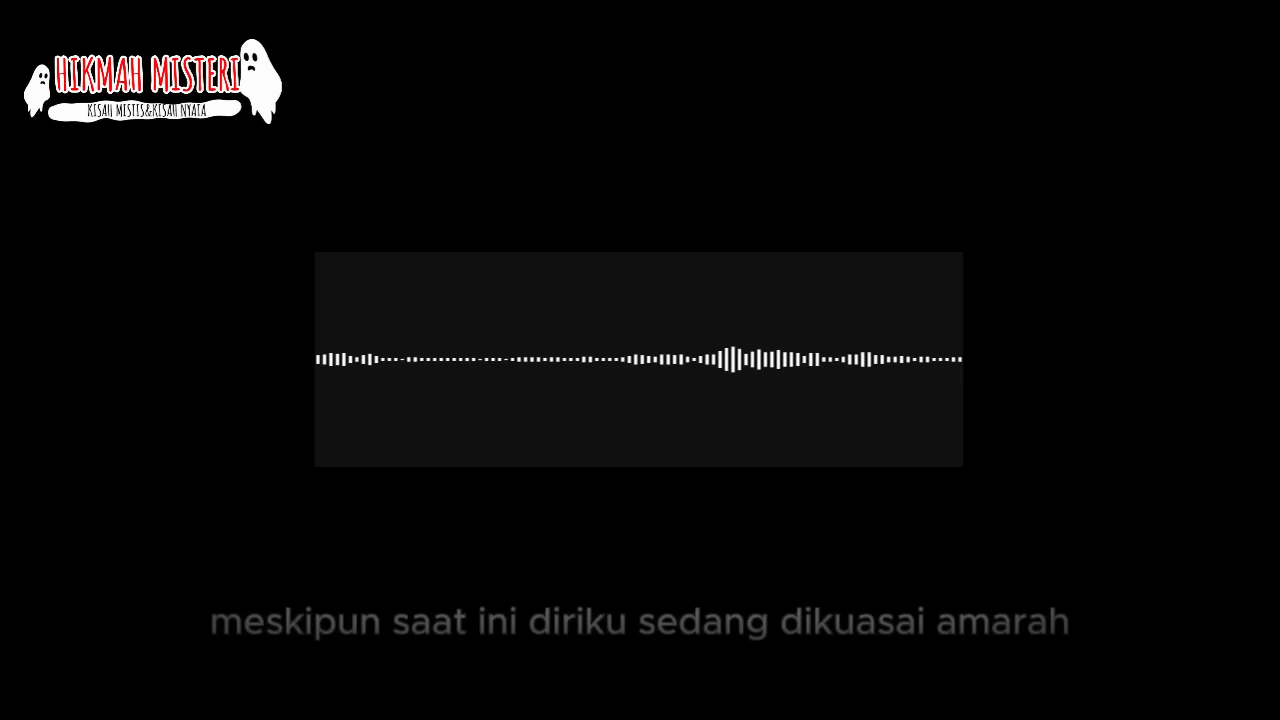 HIKMAH MISTERI
KISAH MISTIS&KISAH NYATA
meskipun saat ini diriku sedang dikuasai amarah